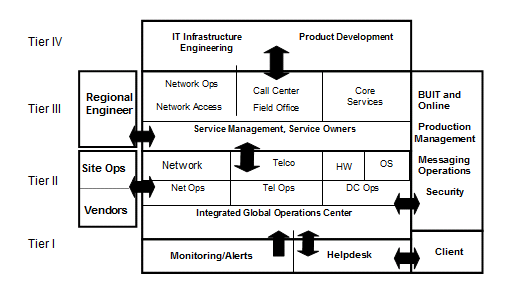 Tier IV
IT Infrastructure
Engineering
Product Development
Tier III
Regional
Engineer
Network Ops
Network Access
Call Center
Field Office
Core
Services
Service Management, Service Owners
BUIT and
Online
Production
Management
Messaging
Operations
Security
Tier II
Site Ops
Vendors
Network
Telco
HW
OS
Net Ops
Tel Ops
DC Ops
Integrated Global Operations Center
Tier I
Monitoring/Alerts
Helpdesk
Client